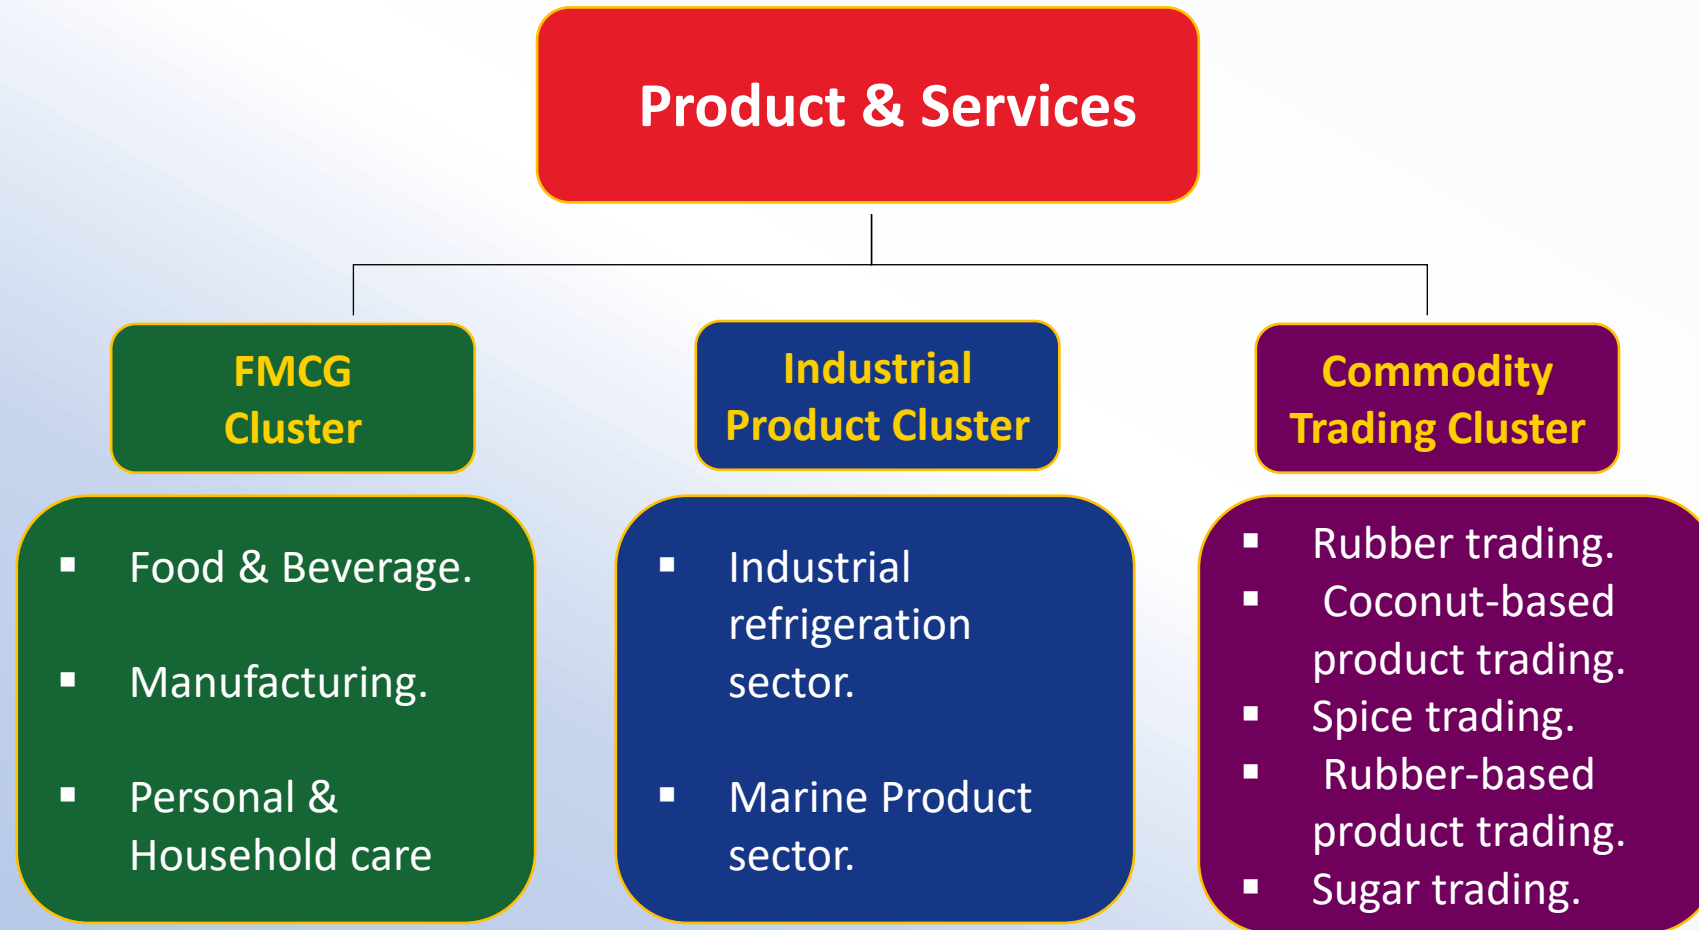 Product & Services
FMCG
Cluster
▪ Food & Beverage.
▪ Manufacturing.
▪ Personal &
Household care
Industrial
Product Cluster
▪ Industrial
refrigeration
sector.
▪ Marine Product
sector.
Commodity
Trading Cluster
▪ Rubber trading.
▪ Coconut-based
product trading.
▪ Spice trading.
▪ Rubber-based
product trading.
▪ Sugar trading.